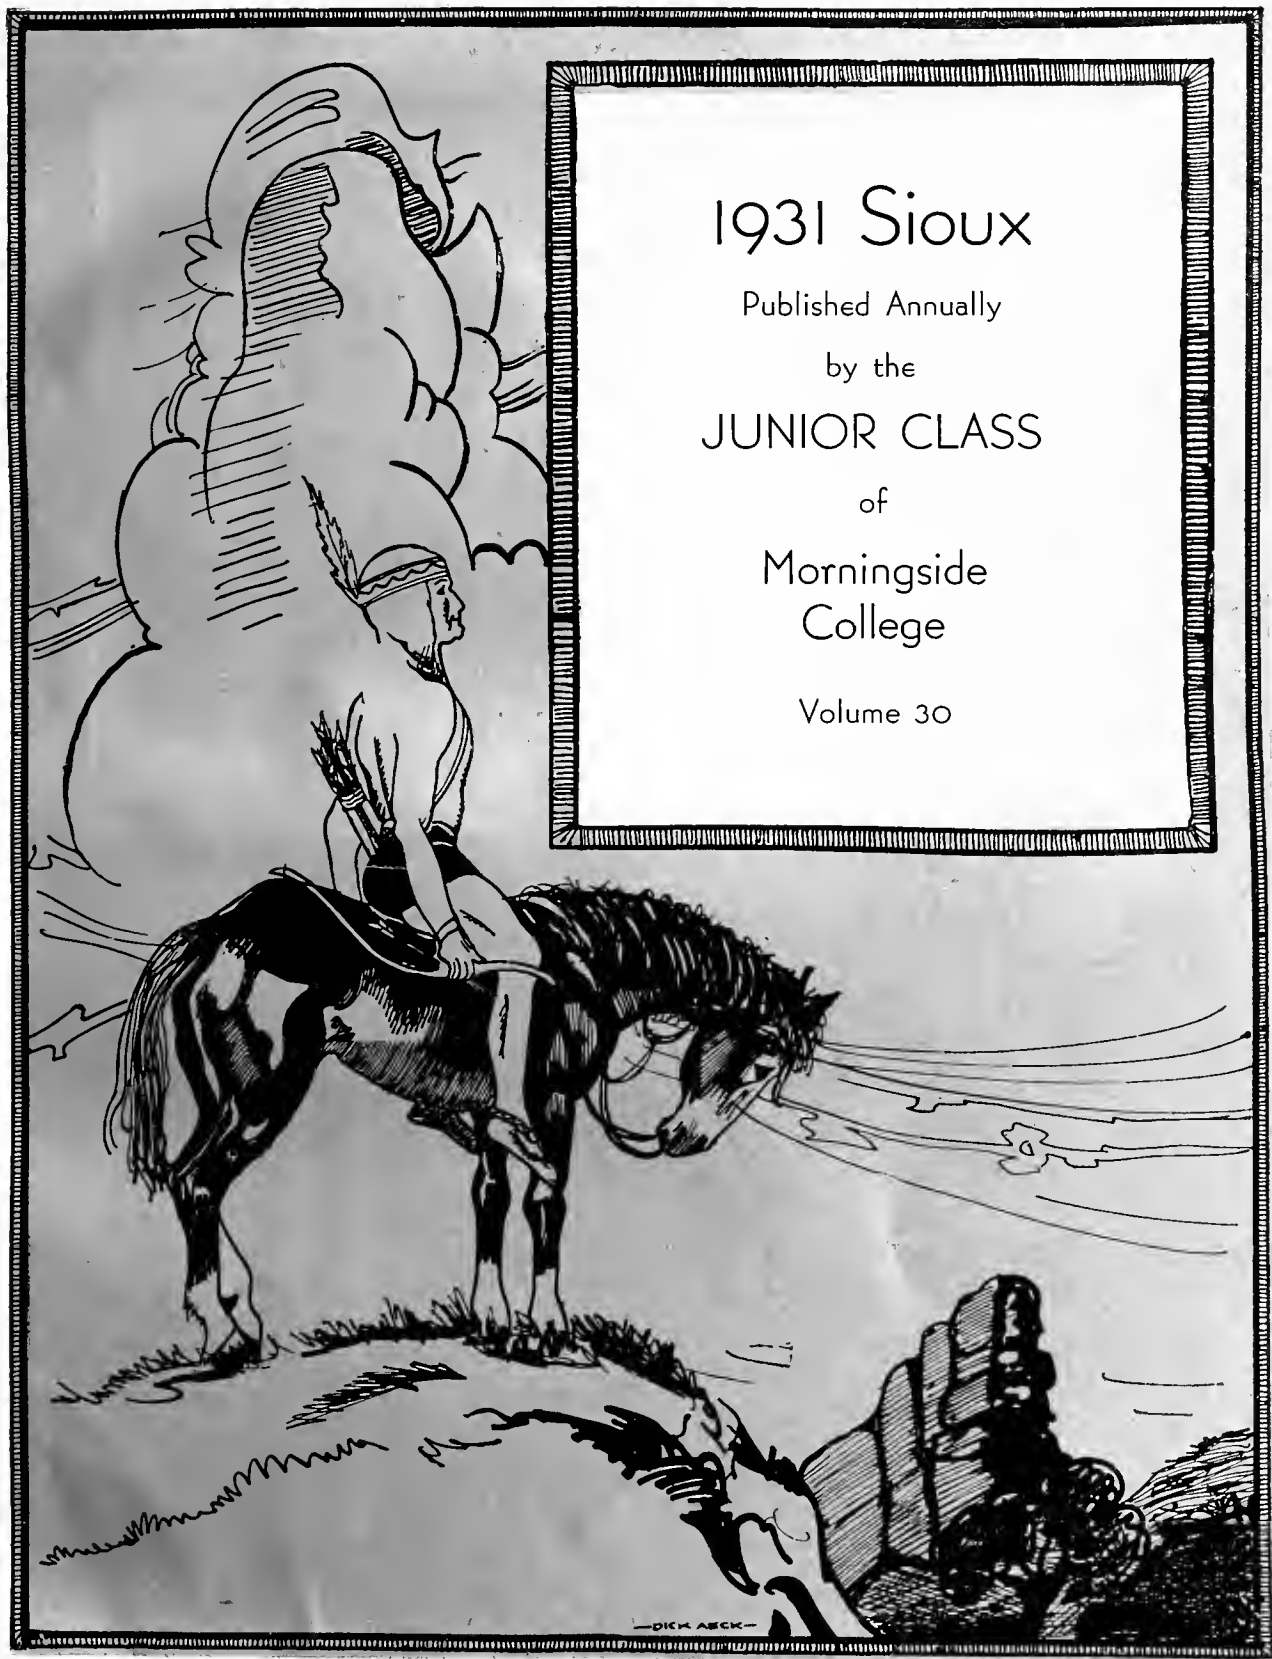 1931 Sioux
Published Annually
by the
JUNIOR CLASS
of
Morningside
College
Volume 30
—DICK AECK—